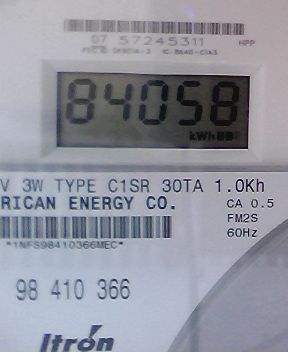 07 57245311 HPP
84058
kWh
V 3W TYPE C1SR 30TA 1.0Kh
RICAN ENERGY CO.
CA 0.5
FM2S
60Hz
*1NFS98410366MEC*
98 410 366
Itron